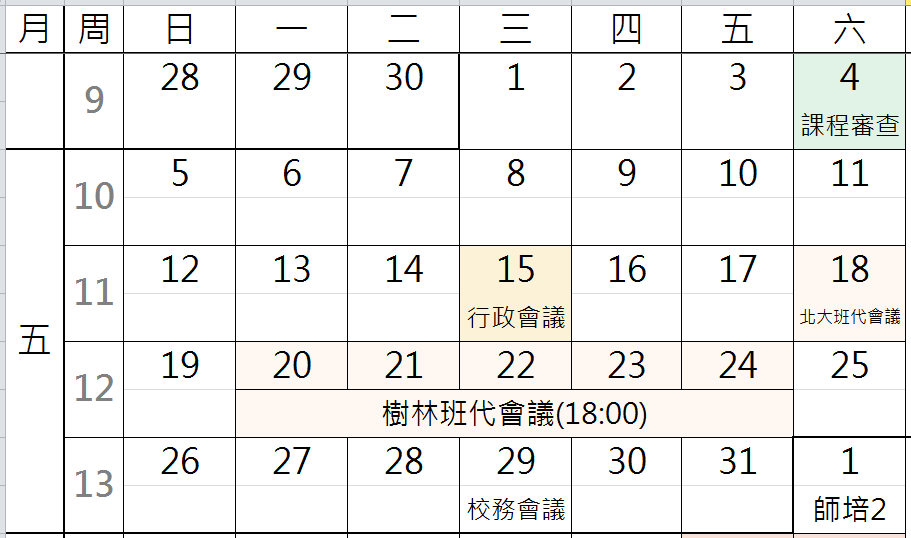 月 周 日 一 二 三 四 五 六
9 28 29 30 1 2 3 4
課程審查
五
10 5 6 7 8 9 10 11
11 12 13 14 15 16 17 18
行政會議 北大班代會議
12 19 20 21 22 23 24 25
樹林班代會議(18:00)
13 26 27 28 29 30 31 1
校務會議 師培2